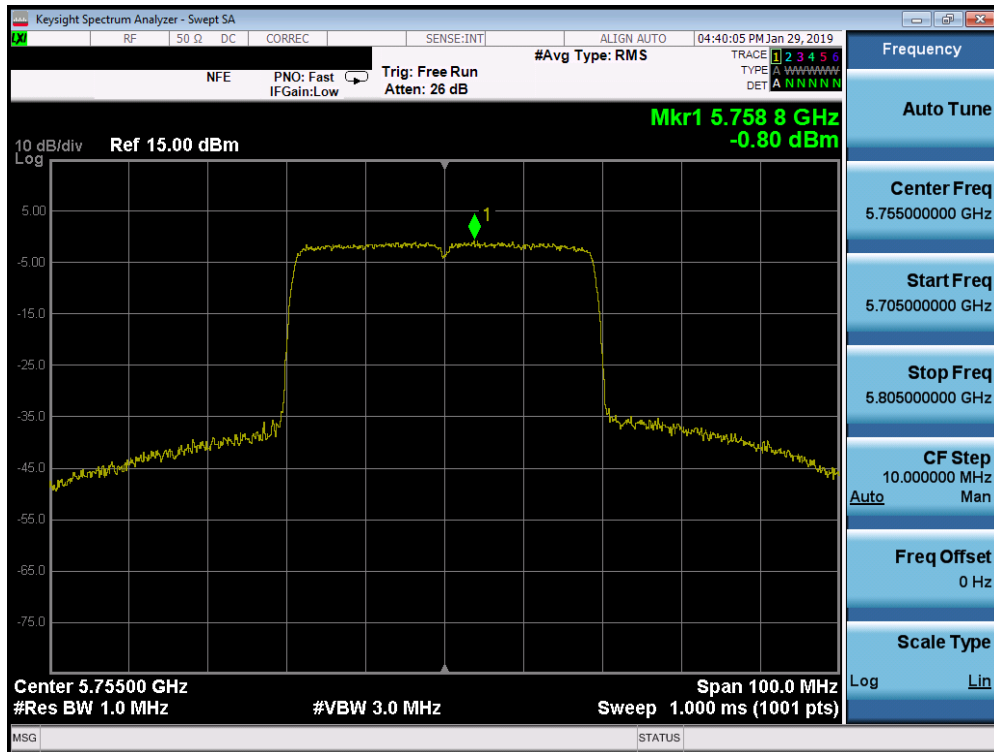 Keysight Spectrum Analyzer - Swept SA
LXI RF 50 Ω DC CORREC SENSE:INT ALIGN AUTO 04:40:05 PM Jan 29, 2019
#Avg Type: RMS TRACE 1 2 3 4 5 6
NFE PNO: Fast Trig: Free Run TYPE A WWWWW
IFGain:Low Atten: 26 dB DET A N N N N N
Mkr1 5.758 8 GHz
-0.80 dBm
10 dB/div Ref 15.00 dBm
Log
1
5.00
-5.00
-15.0
-25.0
-35.0
-45.0
-55.0
-65.0
-75.0
Center 5.75500 GHz Span 100.0 MHz
#Res BW 1.0 MHz #VBW 3.0 MHz Sweep 1.000 ms (1001 pts)
MSG STATUS
Frequency
Auto Tune
Center Freq
5.755000000 GHz
Start Freq
5.705000000 GHz
Stop Freq
5.805000000 GHz
CF Step
10.000000 MHz
Auto Man
Freq Offset
0 Hz
Scale Type
Log Lin